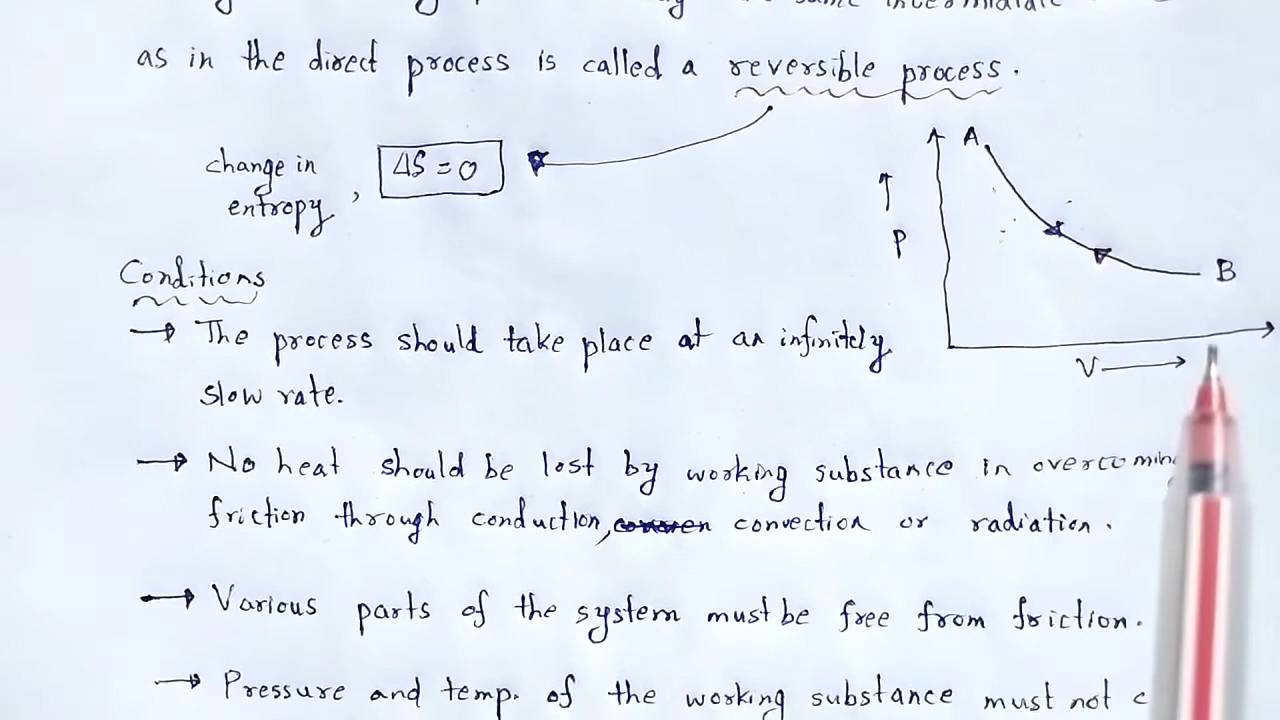 as in the direct process is called a reversible process.
change in
entropy, ΔS = 0
A
P
B
V
Conditions
→ The process should take place at an infinitely
slow rate.
→ No heat should be lost by working substance in
friction through conduction, convection or radiation.
→ Various parts of the system must be free from friction.
→ Pressure and temp. of the working substance must not